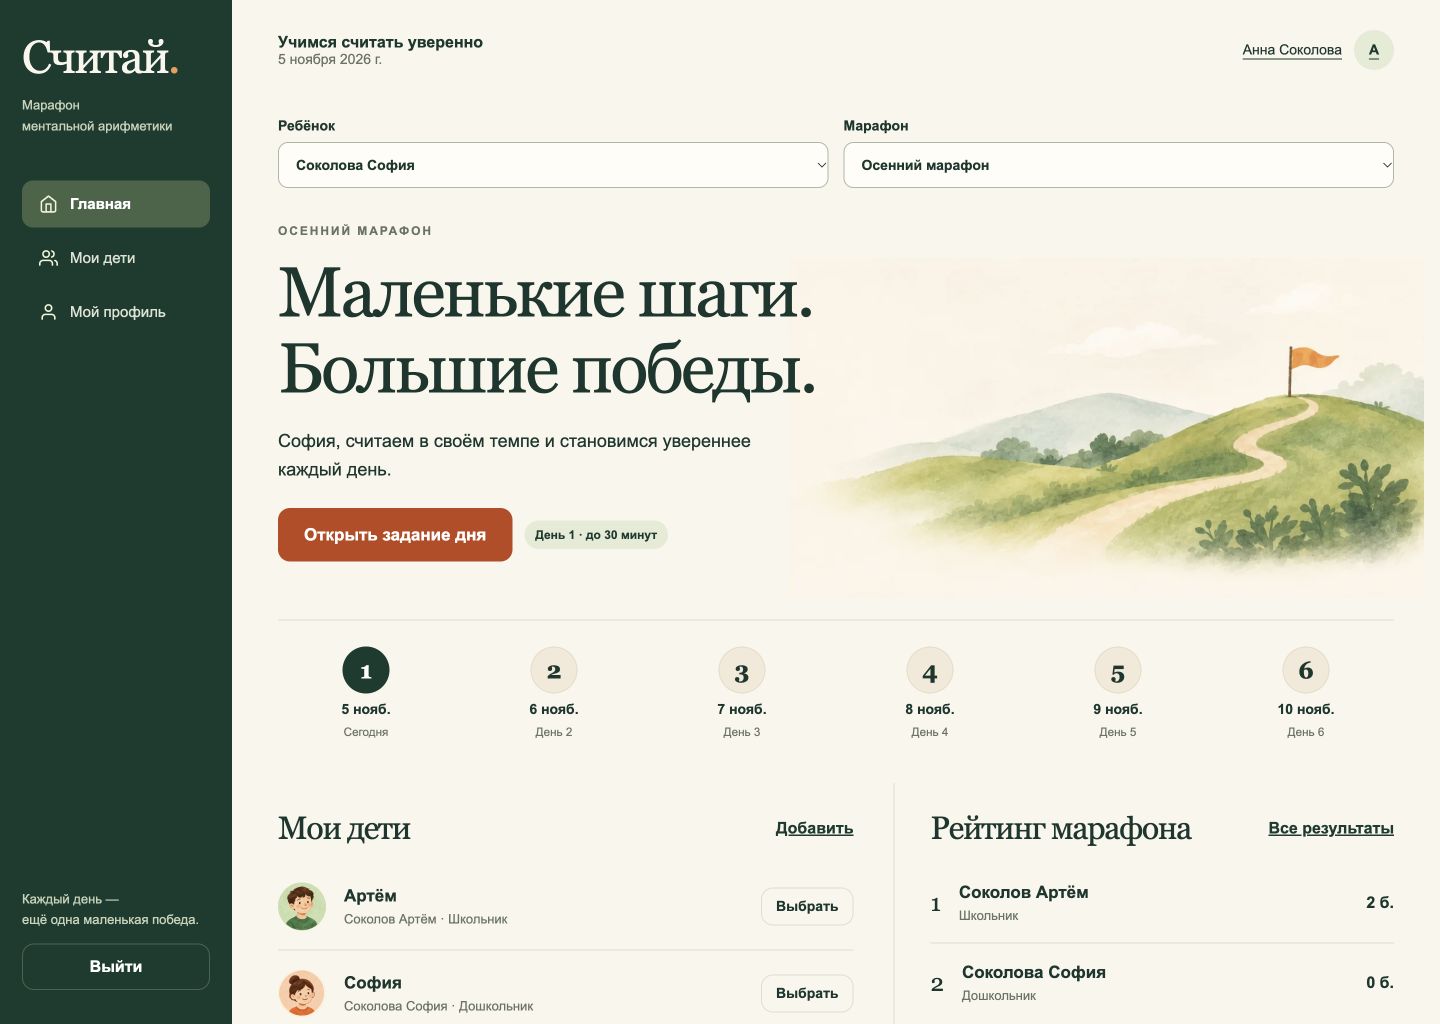 Считай.
Марафон
ментальной арифметики
Главная
Мои дети
Мой профиль
Каждый день —
ещё одна маленькая победа.
Выйти
Учимся считать уверенно
5 ноября 2026 г.
Анна Соколова
А
Ребёнок
Соколова София
Марафон
Осенний марафон
ОСЕННИЙ МАРАФОН
Маленькие шаги.
Большие победы.
София, считаем в своём темпе и становимся увереннее
каждый день.
Открыть задание дня
День 1 · до 30 минут
1
5 нояб.
Сегодня
2
6 нояб.
День 2
3
7 нояб.
День 3
4
8 нояб.
День 4
5
9 нояб.
День 5
6
10 нояб.
День 6
Мои дети
Добавить
Артём
Соколов Артём · Школьник
Выбрать
София
Соколова София · Дошкольник
Выбрать
Рейтинг марафона
Все результаты
1
Соколов Артём
Школьник
2 б.
2
Соколова София
Дошкольник
0 б.